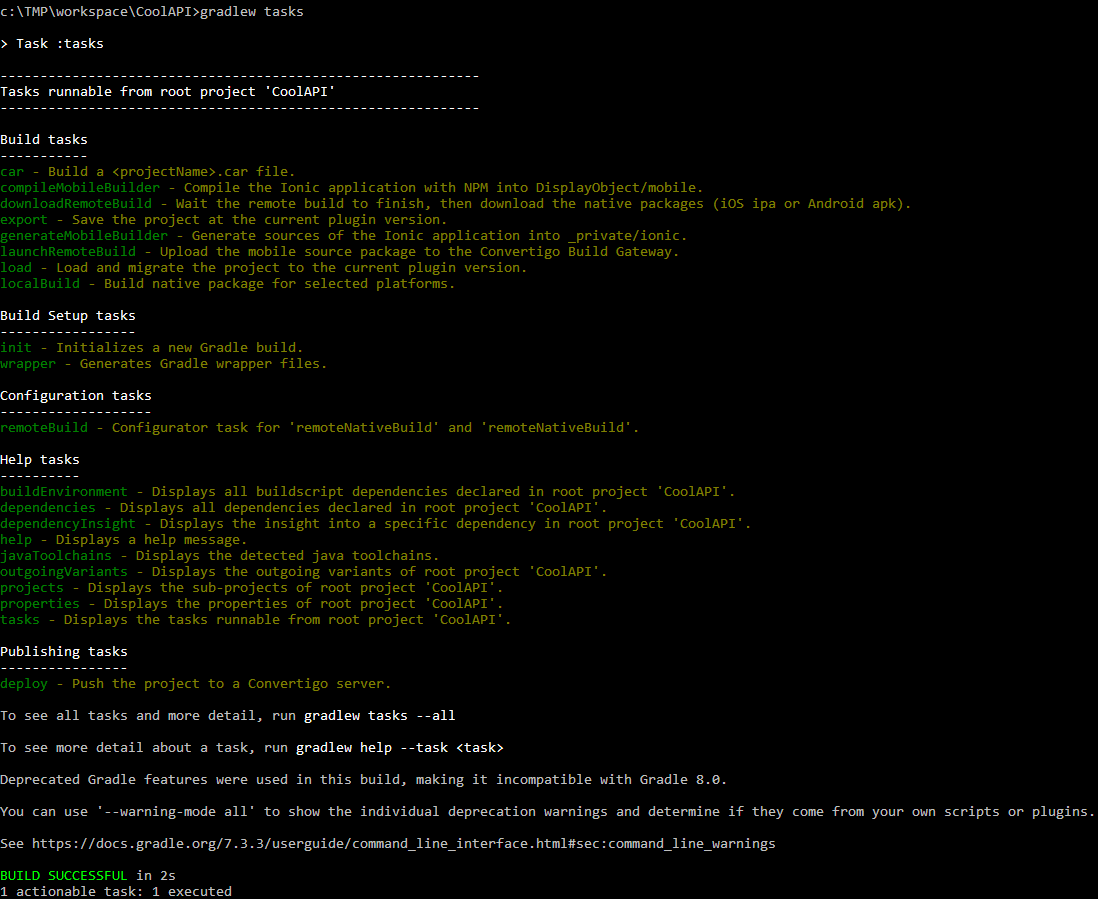 c:\TMP\workspace\CoolAPI>gradlew tasks
> Task :tasks
------------------------------------------------------------
Tasks runnable from root project 'CoolAPI'
------------------------------------------------------------
Build tasks
-----------
car - Build a <projectName>.car file.
compileMobileBuilder - Compile the Ionic application with NPM into DisplayObject/mobile.
downloadRemoteBuild - Wait the remote build to finish, then download the native packages (iOS ipa or Android apk).
export - Save the project at the current plugin version.
generateMobileBuilder - Generate sources of the Ionic application into _private/ionic.
launchRemoteBuild - Upload the mobile source package to the Convertigo Build Gateway.
load - Load and migrate the project to the current plugin version.
localBuild - Build native package for selected platforms.
Build Setup tasks
-----------------
init - Initializes a new Gradle build.
wrapper - Generates Gradle wrapper files.
Configuration tasks
-------------------
remoteBuild - Configurator task for 'remoteNativeBuild' and 'remoteNativeBuild'.
Help tasks
----------
buildEnvironment - Displays all buildscript dependencies declared in root project 'CoolAPI'.
dependencies - Displays all dependencies declared in root project 'CoolAPI'.
dependencyInsight - Displays the insight into a specific dependency in root project 'CoolAPI'.
help - Displays a help message.
javaToolchains - Displays the detected java toolchains.
outgoingVariants - Displays the outgoing variants of root project 'CoolAPI'.
projects - Displays the sub-projects of root project 'CoolAPI'.
properties - Displays the properties of root project 'CoolAPI'.
tasks - Displays the tasks runnable from root project 'CoolAPI'.
Publishing tasks
----------------
deploy - Push the project to a Convertigo server.
To see all tasks and more detail, run gradlew tasks --all
To see more detail about a task, run gradlew help --task <task>
Deprecated Gradle features were used in this build, making it incompatible with Gradle 8.0.
You can use '--warning-mode all' to show the individual deprecation warnings and determine if they come from your own scripts or plugins.
See https://docs.gradle.org/7.3.3/userguide/command_line_interface.html#sec:command_line_warnings
BUILD SUCCESSFUL in 2s
1 actionable task: 1 executed